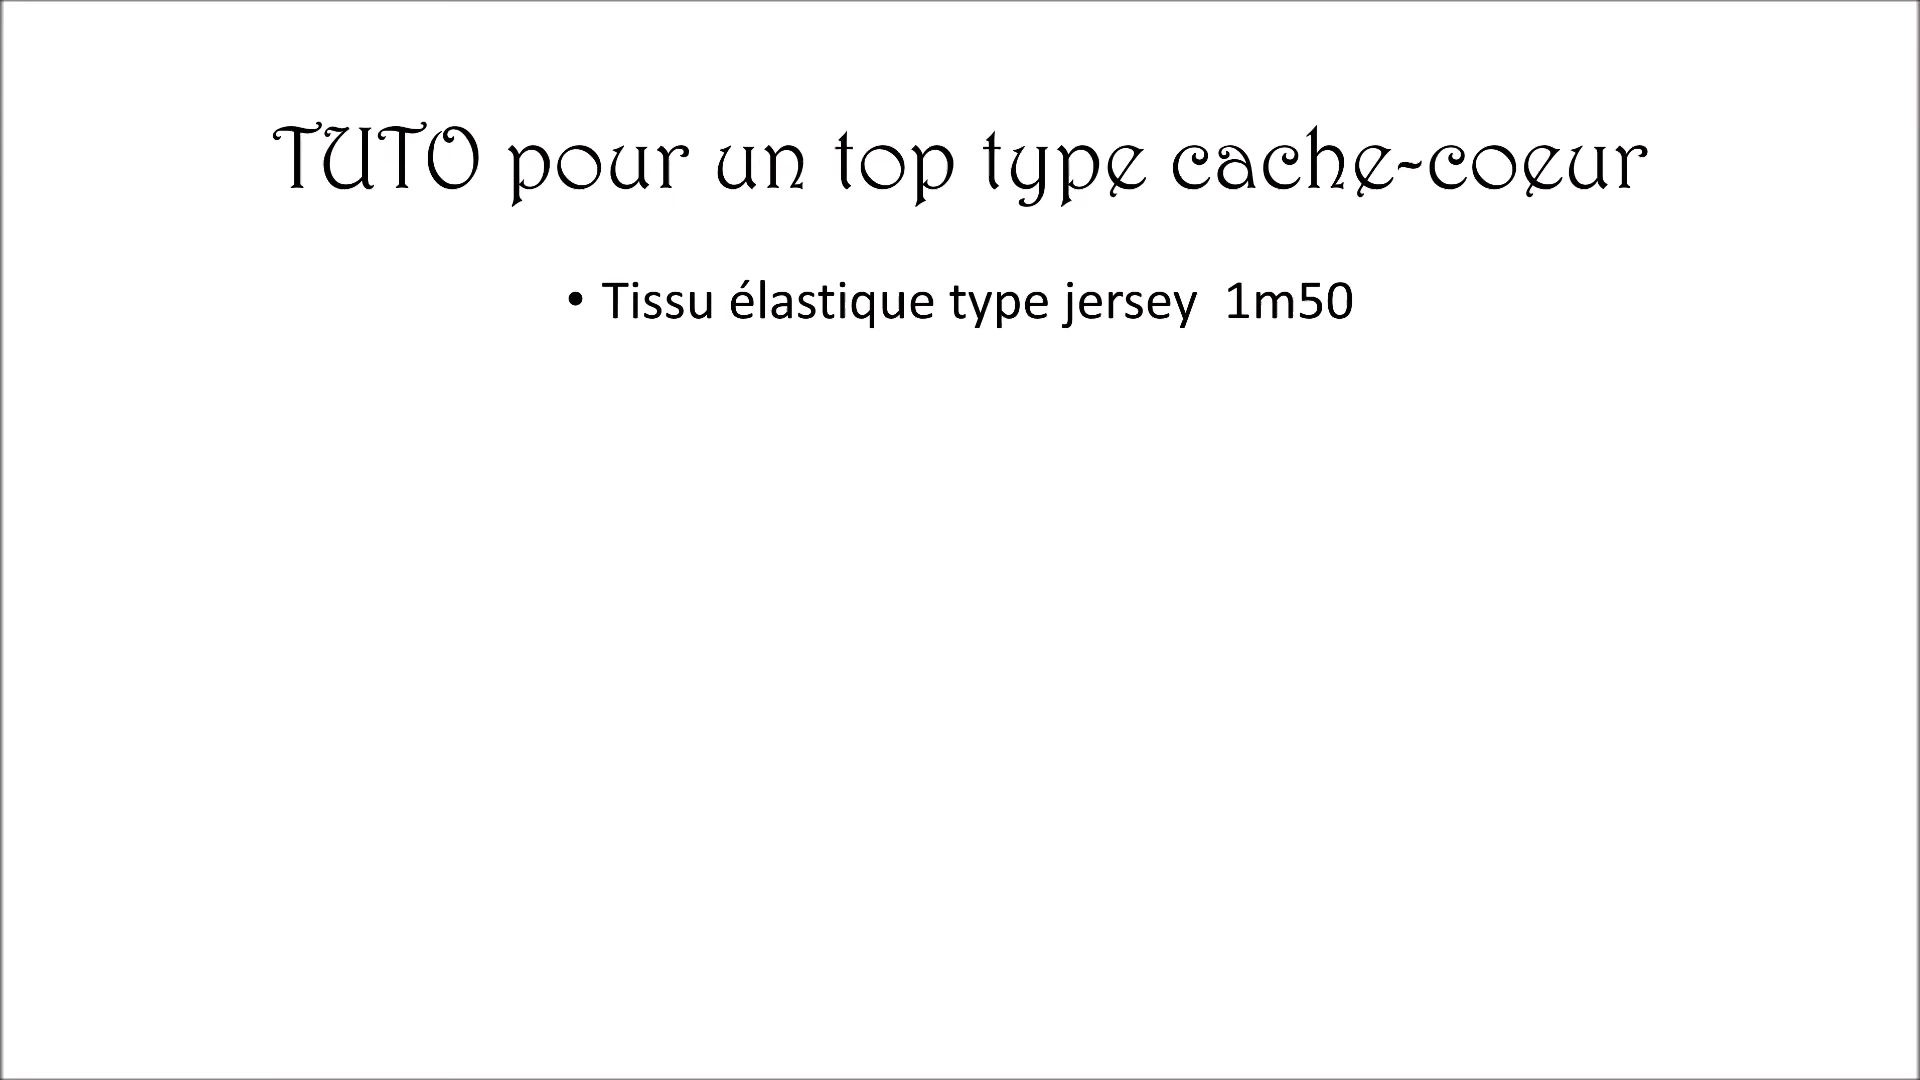 TUTO pour un top type cache-coeur
• Tissu élastique type jersey  1m50